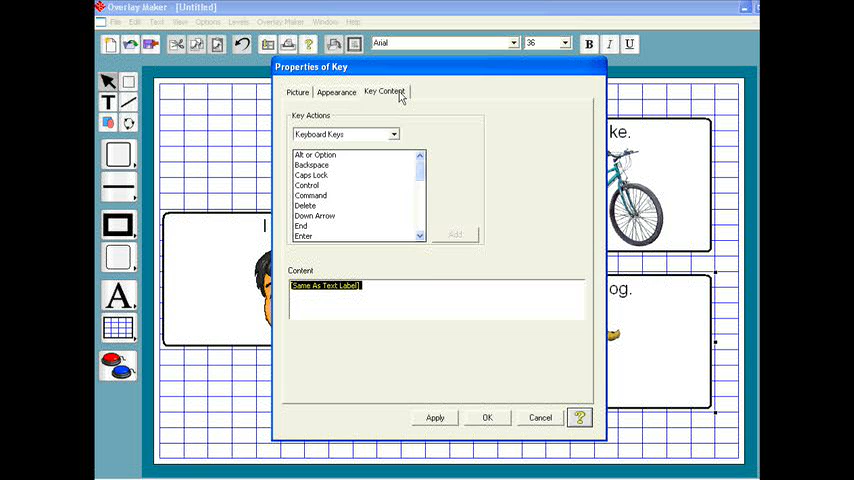 Overlay Maker - [Untitled]
File Edit Text View Options Levels Overlay Maker Window Help
Arial 36 B I U
Properties of Key
Picture Appearance Key Content
Key Actions
Keyboard Keys
Alt or Option
Backspace
Caps Lock
Control
Command
Delete
Down Arrow
End
Enter
Add
Content
[Same As Text Label]
Apply OK Cancel ?
T
A
I
ke.
og.